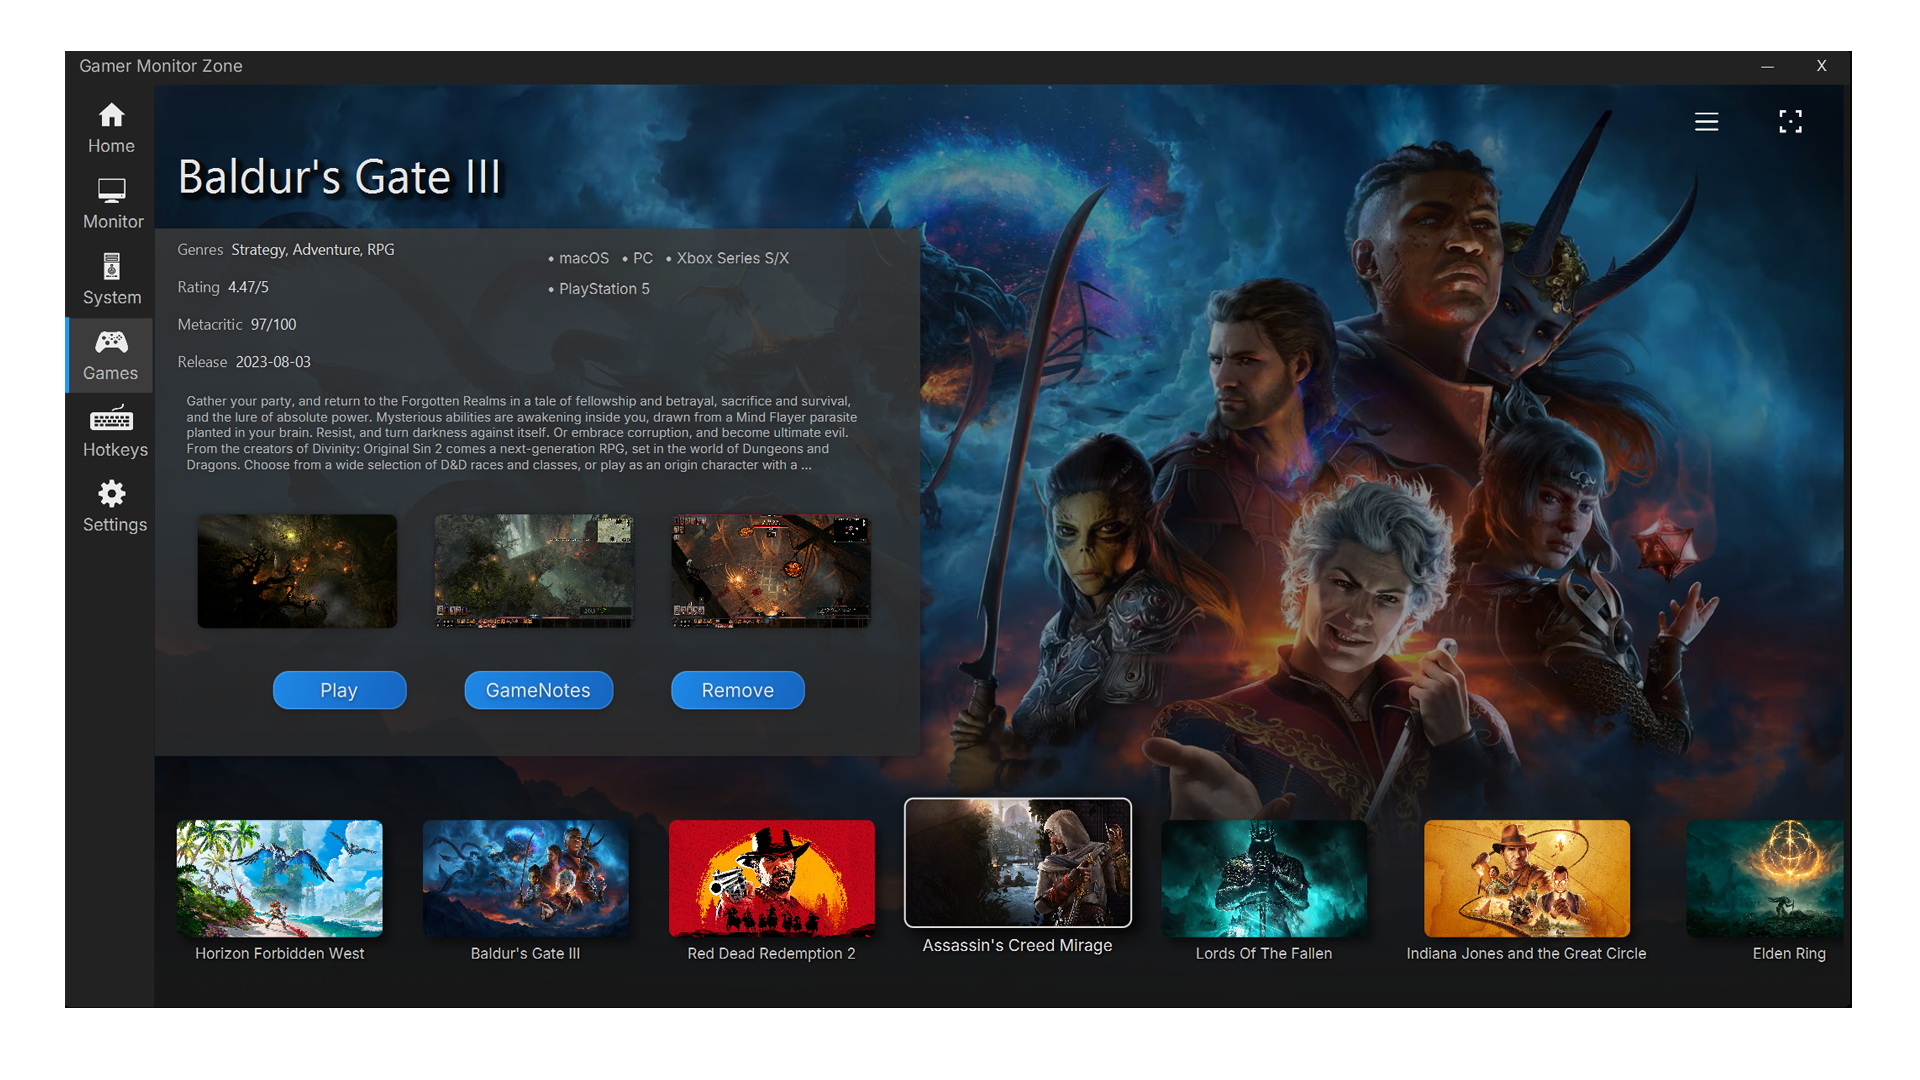 Gamer Monitor Zone
X
Home
Monitor
System
Games
Hotkeys
Settings
Baldur's Gate III
Genres Strategy, Adventure, RPG
Rating 4.47/5
Metacritic 97/100
Release 2023-08-03
• macOS • PC • Xbox Series S/X
• PlayStation 5
Gather your party, and return to the Forgotten Realms in a tale of fellowship and betrayal, sacrifice and survival,
and the lure of absolute power. Mysterious abilities are awakening inside you, drawn from a Mind Flayer parasite
planted in your brain. Resist, and turn darkness against itself. Or embrace corruption, and become ultimate evil.
From the creators of Divinity: Original Sin 2 comes a next-generation RPG, set in the world of Dungeons and
Dragons. Choose from a wide selection of D&D races and classes, or play as an origin character with a ...
Play
GameNotes
Remove
Horizon Forbidden West
Baldur's Gate III
Red Dead Redemption 2
Assassin's Creed Mirage
Lords Of The Fallen
Indiana Jones and the Great Circle
Elden Ring